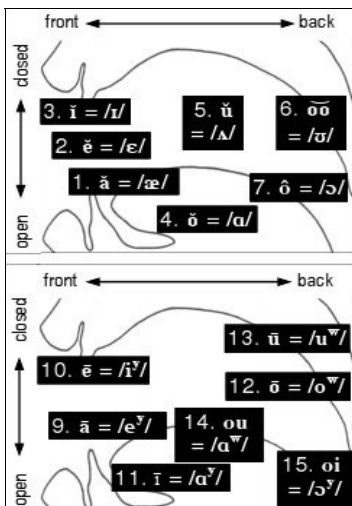 front back
closed
3. ĭ = /ɪ/
5. ŭ
= /ʌ/
6. o͝o
= /ʊ/
2. ĕ = /ɛ/
1. ă = /æ/
7. ô = /ɔ/
4. ŏ = /ɑ/
open
front back
closed
13. ū = /uʷ/
10. ē = /iʸ/
12. ō = /oʷ/
9. ā = /eʸ/
14. ou
= /ɑʷ/
11. ī = /ɑʸ/
15. oi
= /ɔʸ/
open